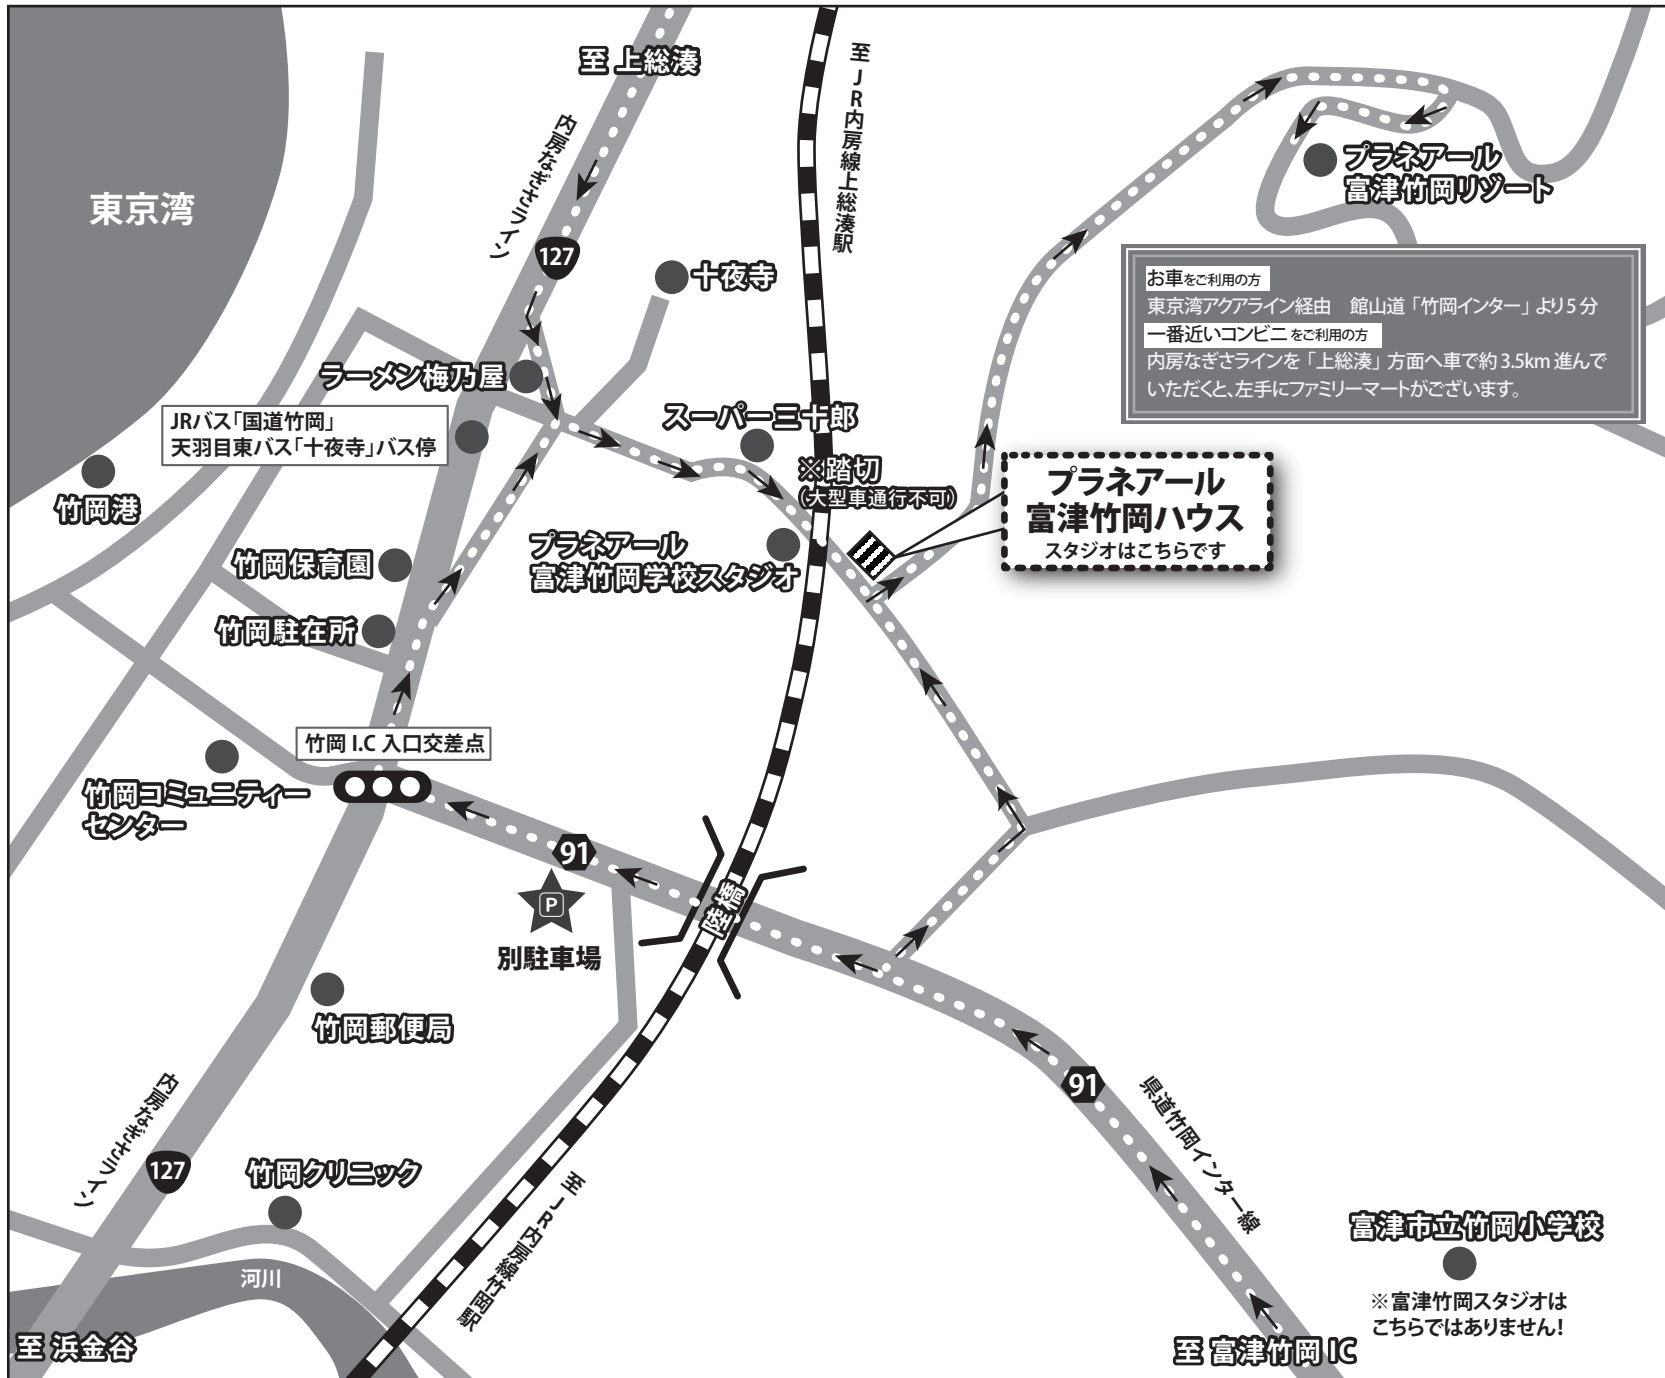 至 上総湊
至 JR内房線上総湊駅
内房なぎさライン
127
東京湾
十夜寺
プラネアール
富津竹岡リゾート
お車をご利用の方
東京湾アクアライン経由　館山道「竹岡インター」より5分
一番近いコンビニをご利用の方
内房なぎさラインを「上総湊」方面へ車で約3.5km進んで
いただくと、左手にファミリーマートがございます。
ラーメン梅乃屋
JRバス「国道竹岡」
天羽日東バス「十夜寺」バス停
スーパー三十郎
※踏切
（大型車通行不可）
プラネアール
富津竹岡ハウス
スタジオはこちらです
竹岡港
プラネアール
富津竹岡学校スタジオ
竹岡保育園
竹岡駐在所
竹岡 I.C 入口交差点
竹岡コミュニティー
センター
91
P
別駐車場
陸橋
竹岡郵便局
内房なぎさライン
127
竹岡クリニック
河川
至 浜金谷
至 JR内房線竹岡駅
91
県道竹岡インター線
至 富津竹岡 IC
富津市立竹岡小学校
※富津竹岡スタジオは
こちらではありません!